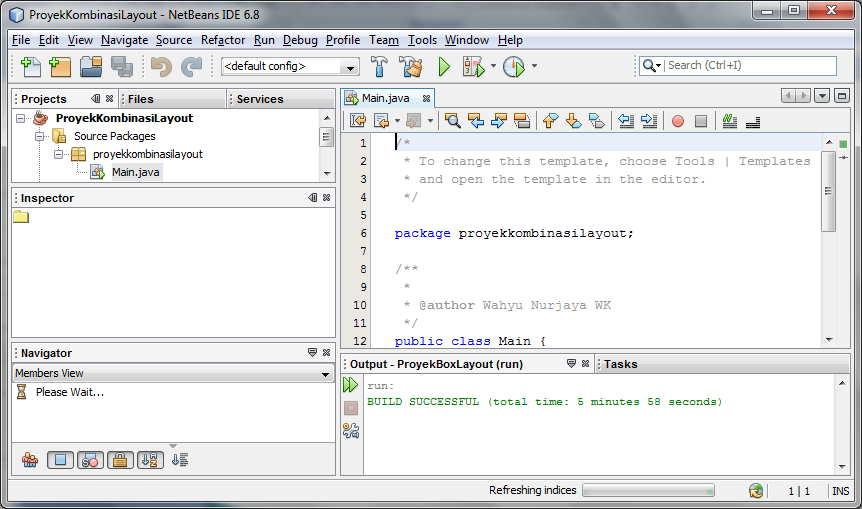 ProyekKombinasiLayout - NetBeans IDE 6.8
File Edit View Navigate Source Refactor Run Debug Profile Team Tools Window Help
<default config>
Search (Ctrl+I)
Projects
Files
Services
ProyekKombinasiLayout
Source Packages
proyekkombinasilayout
Main.java
Inspector
Navigator
Members View
Please Wait...
Main.java
1 /*
2 * To change this template, choose Tools | Templates
3 * and open the template in the editor.
4 */
5
6 package proyekkombinasilayout;
7
8 /**
9 *
10 * @author Wahyu Nurjaya WK
11 */
12 public class Main {
Output - ProyekBoxLayout (run)
Tasks
run:
BUILD SUCCESSFUL (total time: 5 minutes 58 seconds)
Refreshing indices
1 | 1
INS